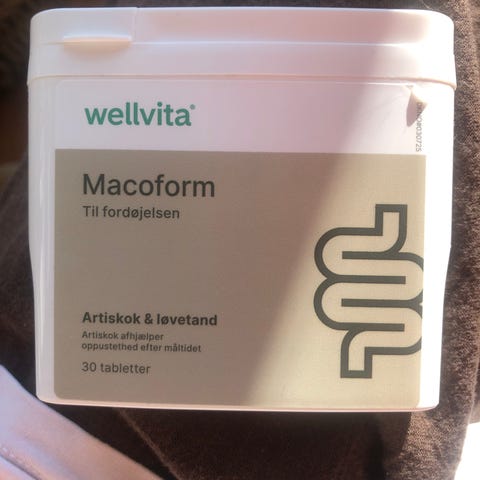 wellvita®
Macoform
Til fordøjelsen
Artiskok & løvetand
Artiskok afhjælper
oppustethed efter måltidet
30 tabletter